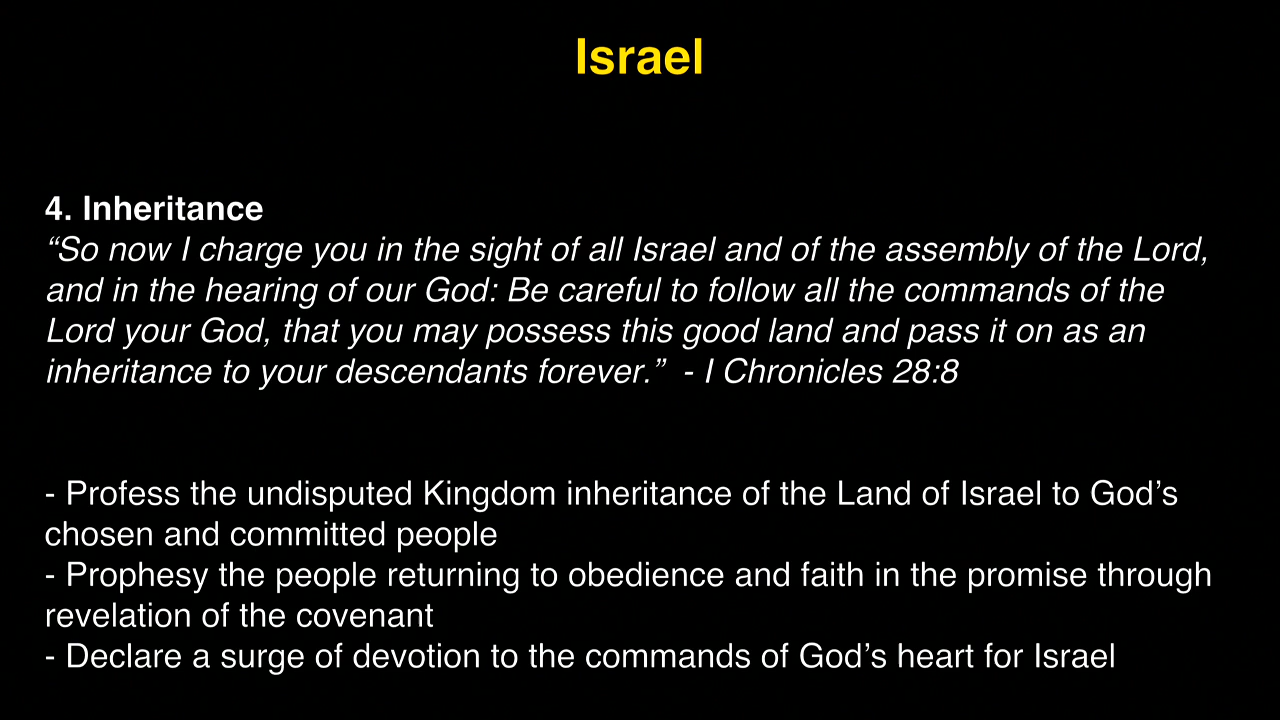 Israel
4. Inheritance
“So now I charge you in the sight of all Israel and of the assembly of the Lord,
and in the hearing of our God: Be careful to follow all the commands of the
Lord your God, that you may possess this good land and pass it on as an
inheritance to your descendants forever.”  - I Chronicles 28:8
- Profess the undisputed Kingdom inheritance of the Land of Israel to God’s
chosen and committed people
- Prophesy the people returning to obedience and faith in the promise through
revelation of the covenant
- Declare a surge of devotion to the commands of God’s heart for Israel